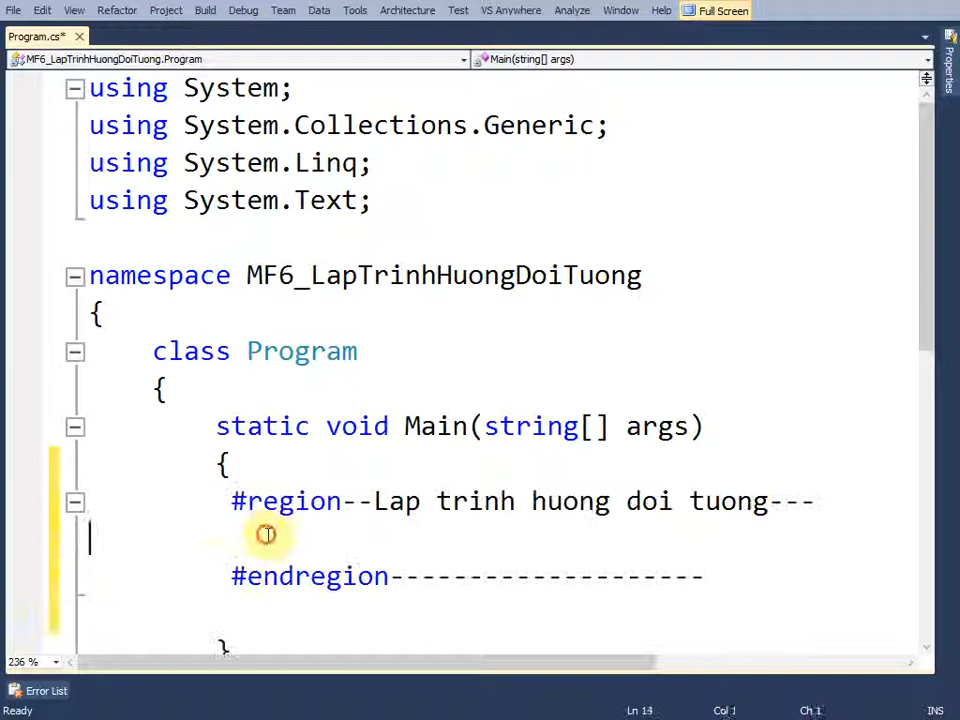 File Edit View Refactor Project Build Debug Team Data Tools Architecture Test VS Anywhere Analyze Window Help Full Screen
Program.cs*
MF6_LapTrinhHuongDoiTuong.Program Main(string[] args)
Properties
using System;
using System.Collections.Generic;
using System.Linq;
using System.Text;
namespace MF6_LapTrinhHuongDoiTuong
{
class Program
{
static void Main(string[] args)
{
#region--Lap trinh huong doi tuong---
#endregion--------------------
}
236 %
Error List
Ready Ln 14 Col 1 Ch 1 INS